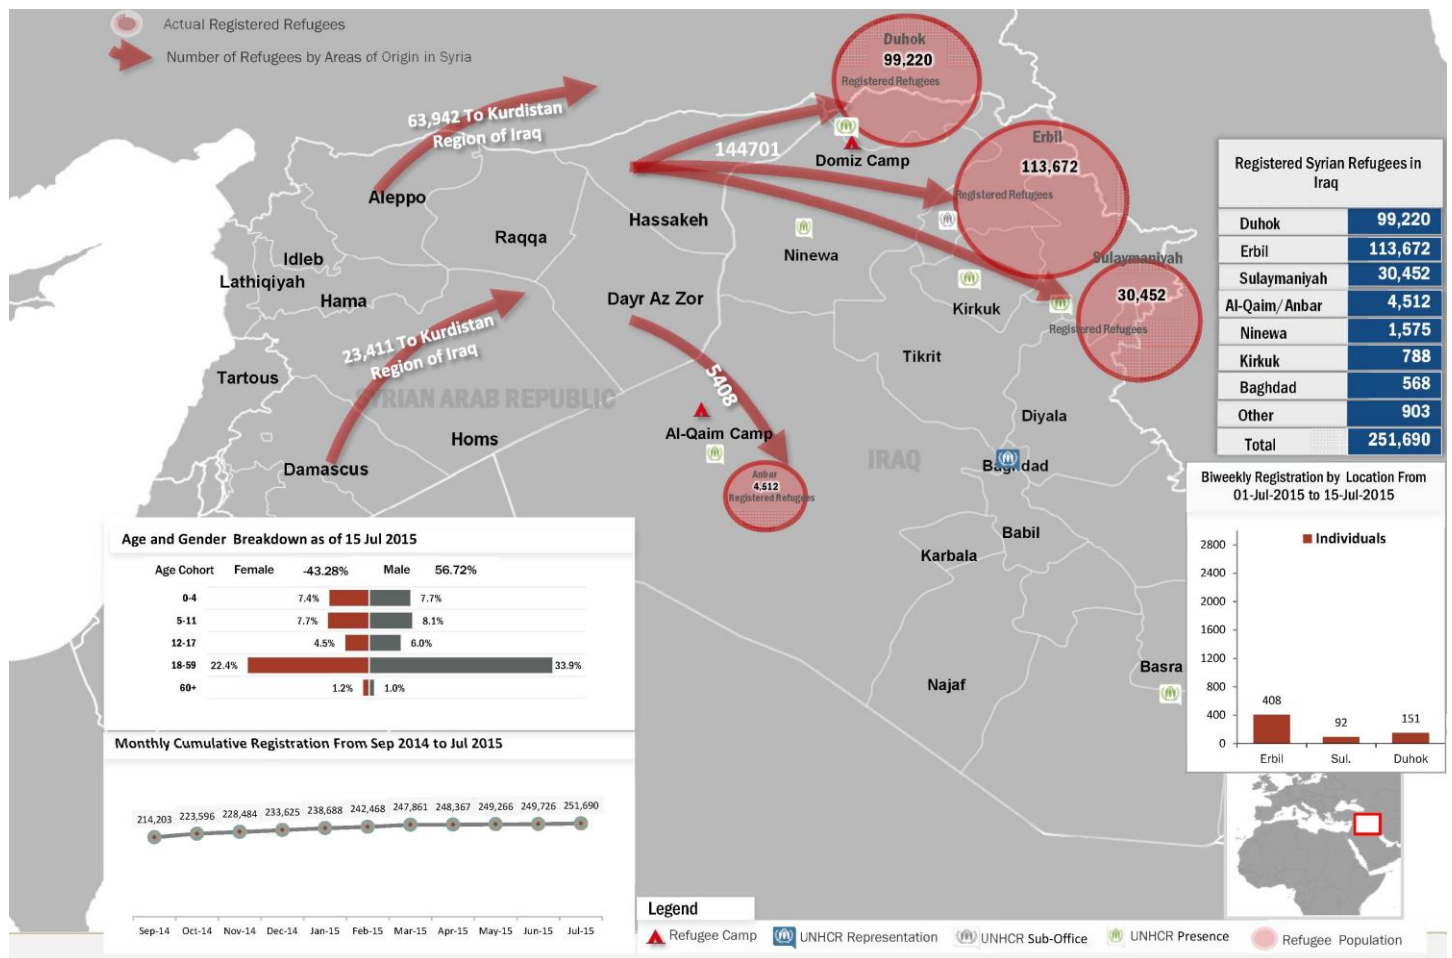 Actual Registered Refugees
Number of Refugees by Areas of Origin in Syria
63,942 To Kurdistan
Region of Iraq
Aleppo
Raqqa
Idleb
Lathiqiyah
Hama
23,411 To Kurdistan
Region of Iraq
Tartous
SYRIAN ARAB REPUBLIC
Homs
Damascus
Hassakeh
Dayr Az Zor
144701
5408
Al-Qaim Camp
Anbar
4,512
Registered Refugees
Duhok
99,220
Registered Refugees
Domiz Camp
Erbil
113,672
Registered Refugees
Sulaymaniyah
30,452
Registered Refugees
Ninewa
Kirkuk
Tikrit
Diyala
IRAQ
Baghdad
Babil
Karbala
Najaf
Basra
Registered Syrian Refugees in
Iraq
Duhok 99,220
Erbil 113,672
Sulaymaniyah 30,452
Al-Qaim/Anbar 4,512
Ninewa 1,575
Kirkuk 788
Baghdad 568
Other 903
Total 251,690
Biweekly Registration by Location From
01-Jul-2015 to 15-Jul-2015
Individuals
2800
2400
2000
1600
1200
800
400
0
408
92
151
Erbil Sul. Duhok
Age and Gender Breakdown as of 15 Jul 2015
Age Cohort Female -43.28% Male 56.72%
0-4 7.4% 7.7%
5-11 7.7% 8.1%
12-17 4.5% 6.0%
18-59 22.4% 33.9%
60+ 1.2% 1.0%
Monthly Cumulative Registration From Sep 2014 to Jul 2015
214,203 223,596 228,484 233,625 238,688 242,468 247,861 248,367 249,266 249,726 251,690
Sep-14 Oct-14 Nov-14 Dec-14 Jan-15 Feb-15 Mar-15 Apr-15 May-15 Jun-15 Jul-15
Legend
Refugee Camp UNHCR Representation UNHCR Sub-Office UNHCR Presence Refugee Population